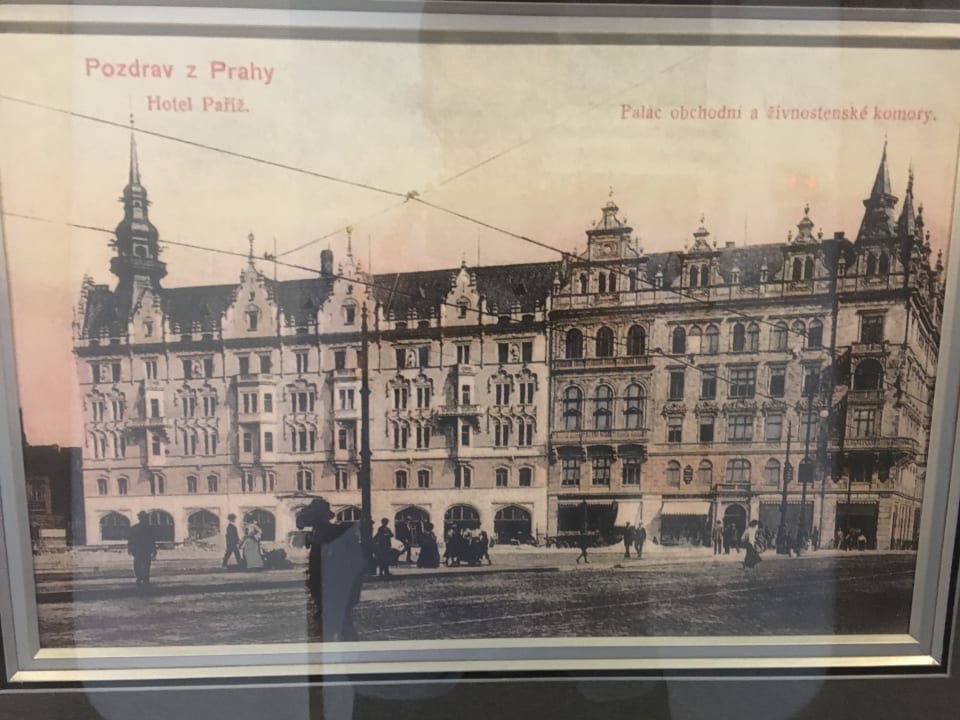 Pozdrav z Prahy
Hotel Paříž.
Palác obchodní a živnostenské komory.